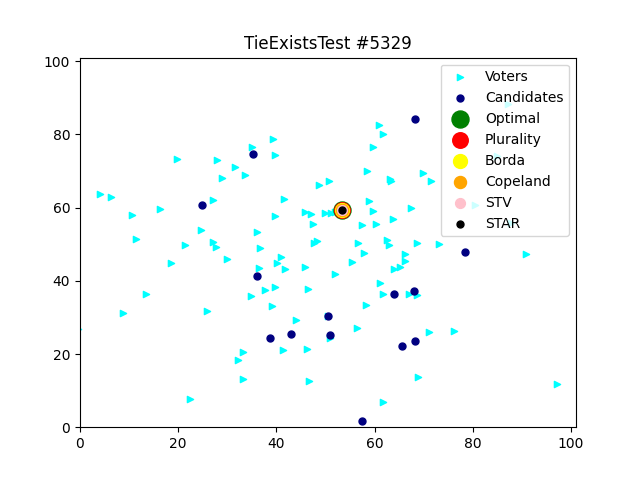 TieExistsTest #5329
100
80
60
40
20
0
0
20
40
60
80
100
Voters
Candidates
Optimal
Plurality
Borda
Copeland
STV
STAR